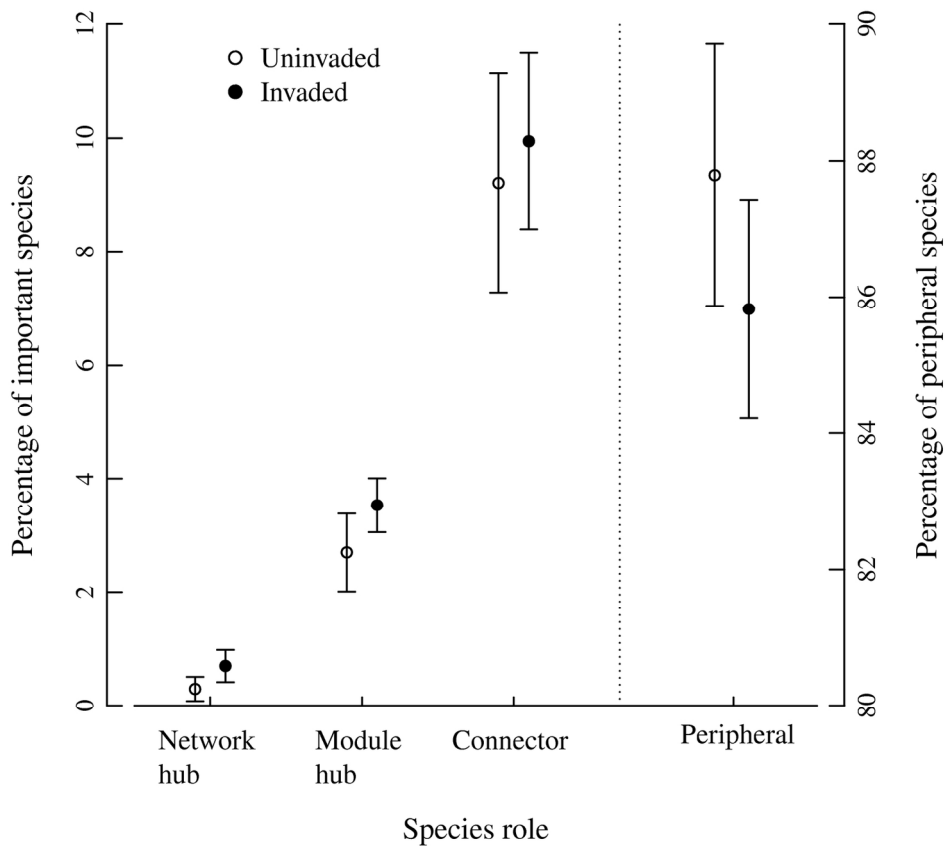 12
10
8
6
4
2
0
Percentage of important species
Uninvaded
Invaded
90
88
86
84
82
80
Percentage of peripheral species
Network
hub
Module
hub
Connector
Peripheral
Species role